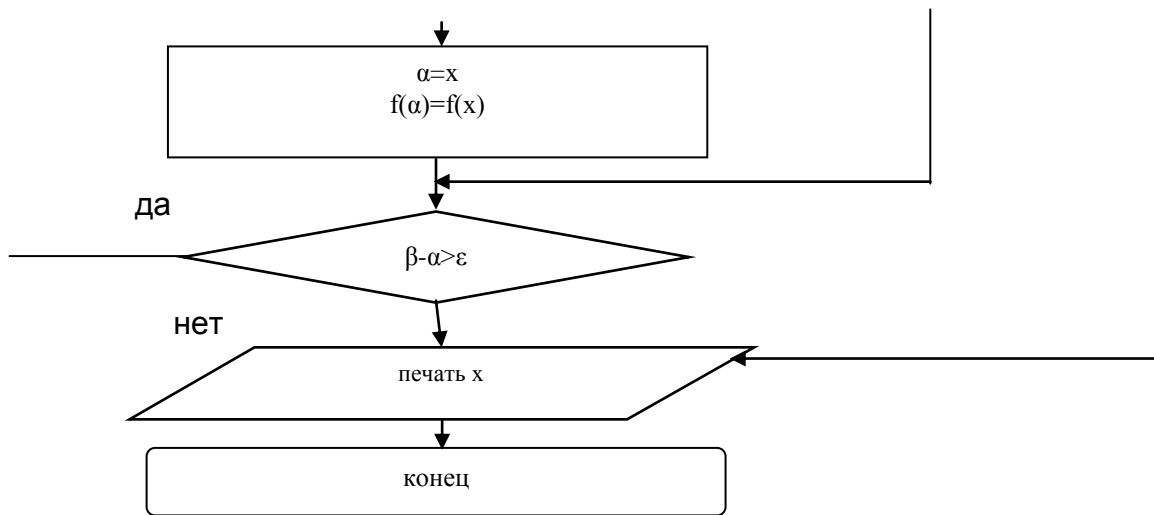 α=x
f(α)=f(x)
да
β-α>ε
нет
печать x
конец